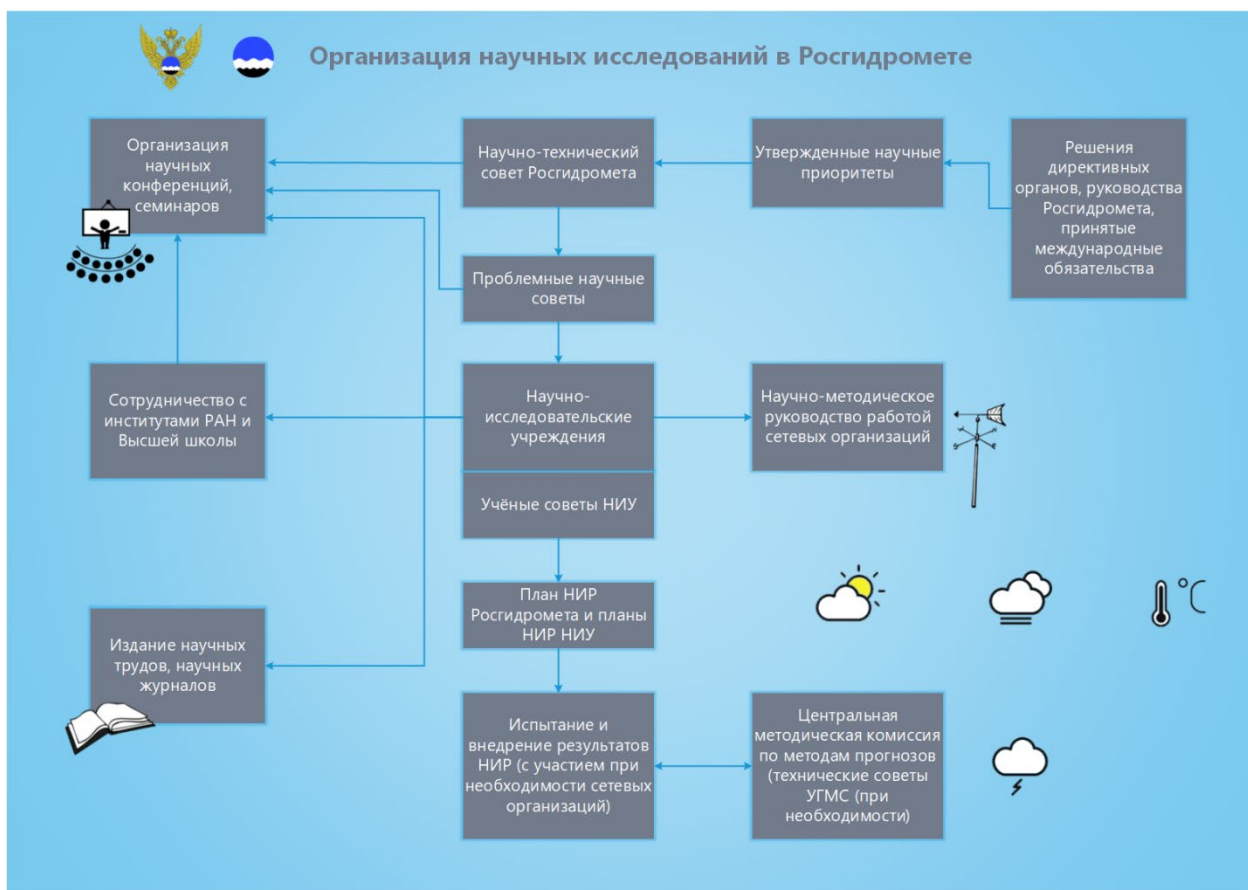 Организация научных исследований в Росгидромете
Организация
научных
конференций,
семинаров
Научно-технический
совет Росгидромета
Утвержденные научные
приоритеты
Решения
директивных
органов, руководства
Росгидромета,
принятые
международные
обязательства
Проблемные научные
советы
Сотрудничество с
институтами РАН и
Высшей школы
Научно-
исследовательские
учреждения
Научно-методическое
руководство работой
сетевых организаций
Учёные советы НИУ
План НИР
Росгидромета и планы
НИР НИУ
°C
Издание научных
трудов, научных
журналов
Испытание и
внедрение результатов
НИР (с участием при
необходимости сетевых
организаций)
Центральная
методическая комиссия
по методам прогнозов
(технические советы
УГМС (при
необходимости)